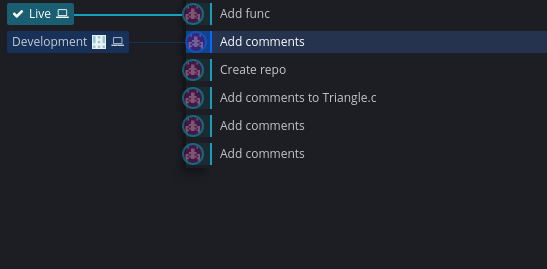 Live
Add func
Development
Add comments
Create repo
Add comments to Triangle.c
Add comments
Add comments